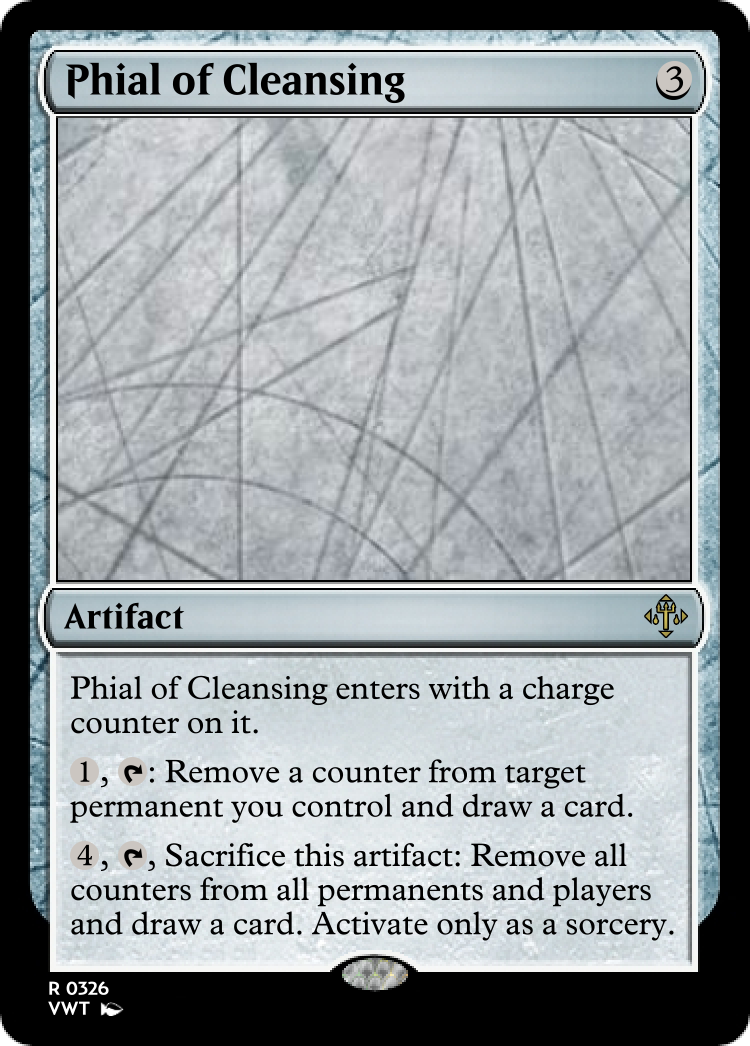 Phial of Cleansing 3
Artifact
Phial of Cleansing enters with a charge
counter on it.
1, : Remove a counter from target
permanent you control and draw a card.
4, , Sacrifice this artifact: Remove all
counters from all permanents and players
and draw a card. Activate only as a sorcery.
R 0326
VWT